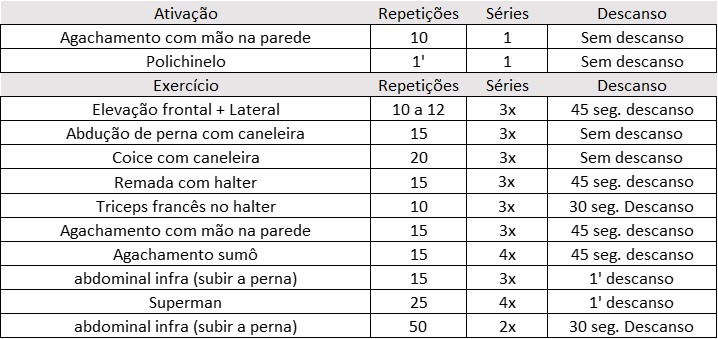 Ativação Repetições Séries Descanso
Agachamento com mão na parede 10 1 Sem descanso
Polichinelo 1' 1 Sem descanso
Exercício Repetições Séries Descanso
Elevação frontal + Lateral 10 a 12 3x 45 seg. descanso
Abdução de perna com caneleira 15 3x Sem descanso
Coice com caneleira 20 3x Sem descanso
Remada com halter 15 3x 45 seg. descanso
Triceps francês no halter 10 3x 30 seg. Descanso
Agachamento com mão na parede 15 3x 45 seg. descanso
Agachamento sumô 15 4x 45 seg. descanso
abdominal infra (subir a perna) 15 3x 1' descanso
Superman 25 4x 1' descanso
abdominal infra (subir a perna) 50 2x 30 seg. Descanso